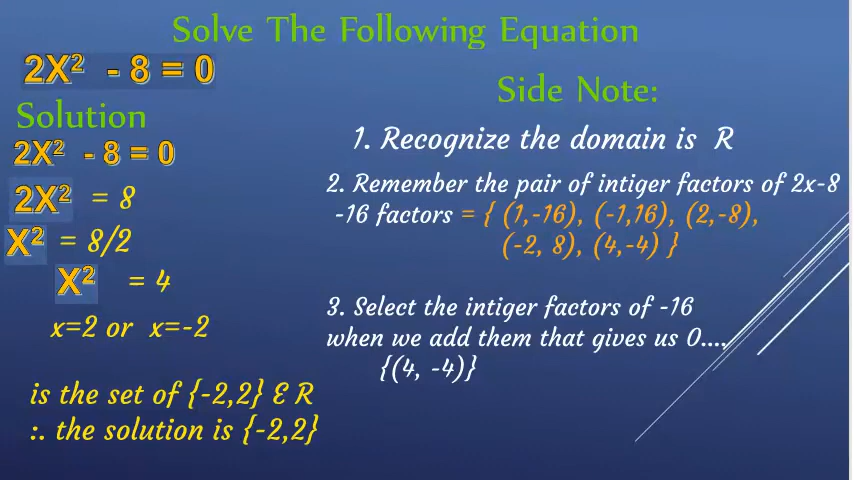 Solve The Following Equation
2X² - 8 = 0
Solution
2X² - 8 = 0
2X² = 8
X² = 8/2
X² = 4
x=2 or x=-2
is the set of {-2,2} ℰ R
:. the solution is {-2,2}
Side Note:
1. Recognize the domain is R
2. Remember the pair of intiger factors of 2x-8
-16 factors = { (1,-16), (-1,16), (2,-8),
(-2, 8), (4,-4) }
3. Select the intiger factors of -16
when we add them that gives us 0....
{(4, -4)}